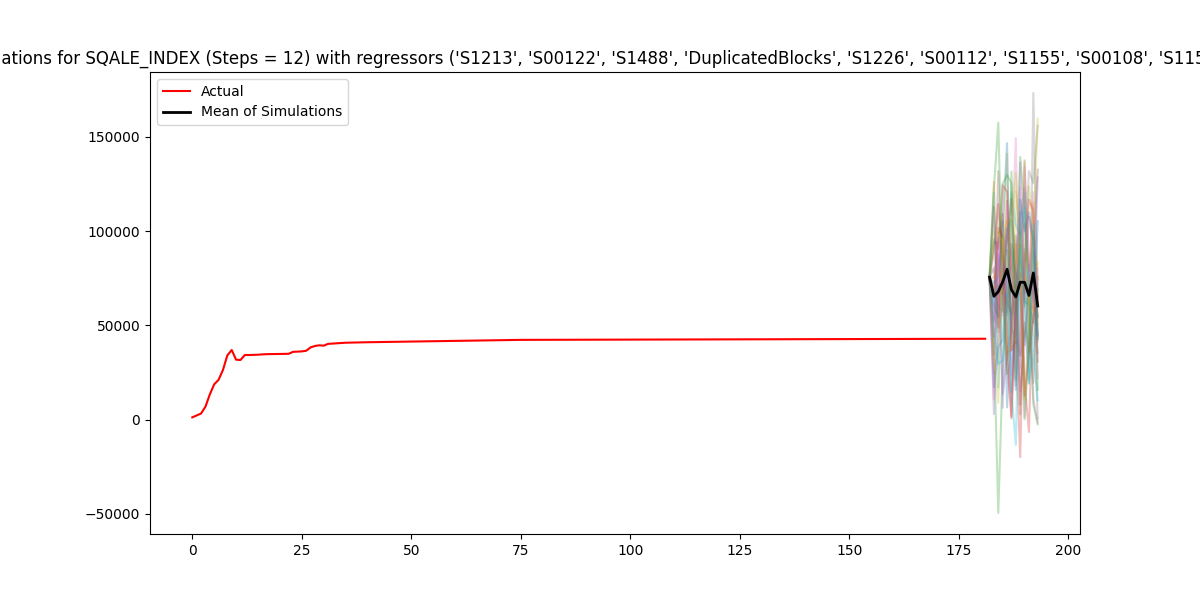 ations for SQALE_INDEX (Steps = 12) with regressors ('S1213', 'S00122', 'S1488', 'DuplicatedBlocks', 'S1226', 'S00112', 'S1155', 'S00108', 'S115
Actual
Mean of Simulations
150000
100000
50000
0
−50000
0 25 50 75 100 125 150 175 200